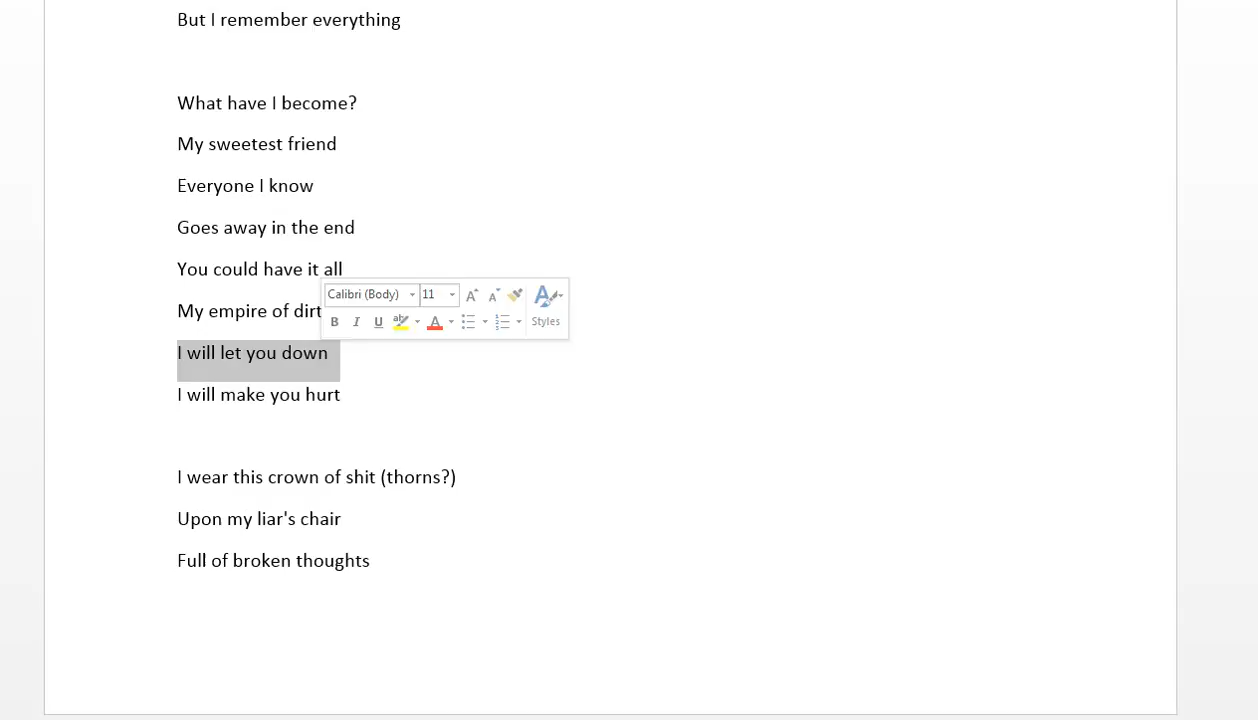 But I remember everything
What have I become?
My sweetest friend
Everyone I know
Goes away in the end
You could have it all
Calibri (Body) 11 A A A
My empire of dirt
B I U ab A Styles
I will let you down
I will make you hurt
I wear this crown of shit (thorns?)
Upon my liar's chair
Full of broken thoughts